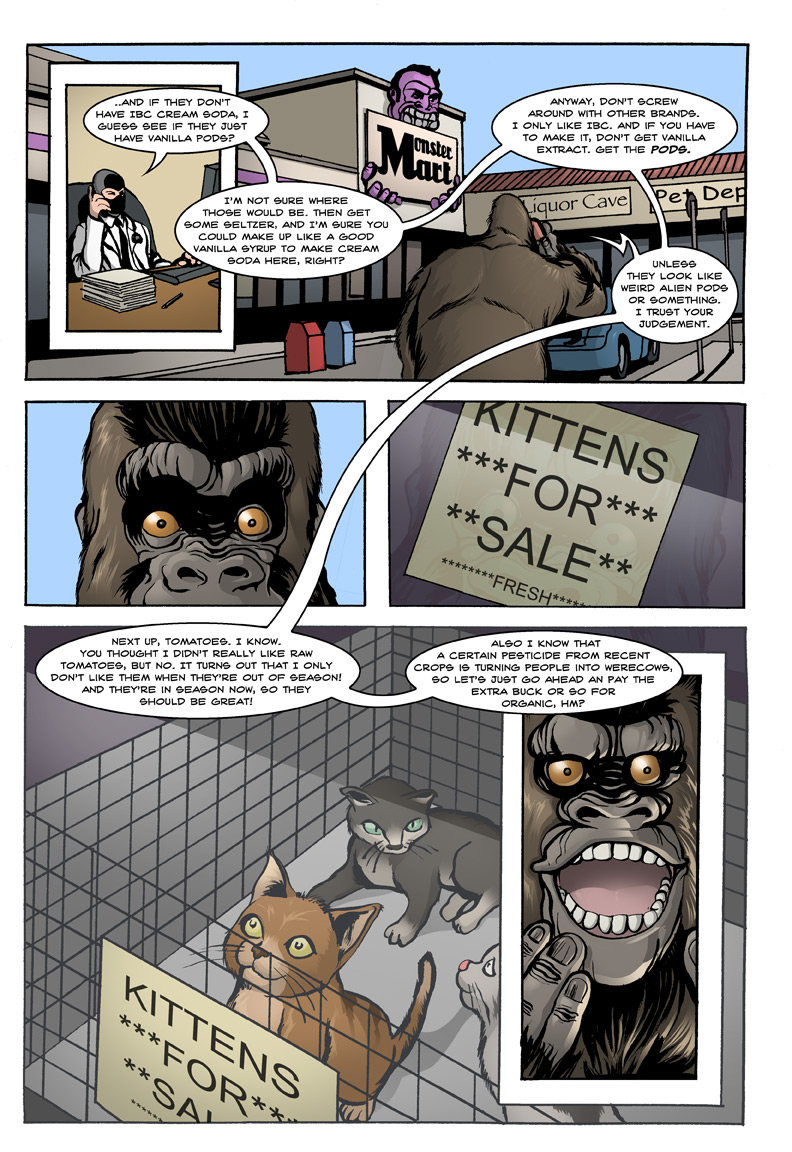 ..AND IF THEY DON'T
HAVE IBC CREAM SODA, I
GUESS SEE IF THEY JUST
HAVE VANILLA PODS?
I'M NOT SURE WHERE
THOSE WOULD BE. THEN GET
SOME SELTZER, AND I'M SURE YOU
COULD MAKE UP LIKE A GOOD
VANILLA SYRUP TO MAKE CREAM
SODA HERE, RIGHT?
Monster
Mart
ANYWAY, DON'T SCREW
AROUND WITH OTHER BRANDS.
I ONLY LIKE IBC. AND IF YOU HAVE
TO MAKE IT, DON'T GET VANILLA
EXTRACT. GET THE PODS.
Liquor Cave
Pet Dep
UNLESS
THEY LOOK LIKE
WEIRD ALIEN PODS
OR SOMETHING.
I TRUST YOUR
JUDGEMENT.
KITTENS
***FOR***
**SALE**
********FRESH******
NEXT UP, TOMATOES. I KNOW.
YOU THOUGHT I DIDN'T REALLY LIKE RAW
TOMATOES, BUT NO. IT TURNS OUT THAT I ONLY
DON'T LIKE THEM WHEN THEY'RE OUT OF SEASON!
AND THEY'RE IN SEASON NOW, SO THEY
SHOULD BE GREAT!
ALSO I KNOW THAT
A CERTAIN PESTICIDE FROM RECENT
CROPS IS TURNING PEOPLE INTO WERECOWS,
SO LET'S JUST GO AHEAD AN PAY THE
EXTRA BUCK OR SO FOR
ORGANIC, HM?
KITTENS
***FOR***
**SAL